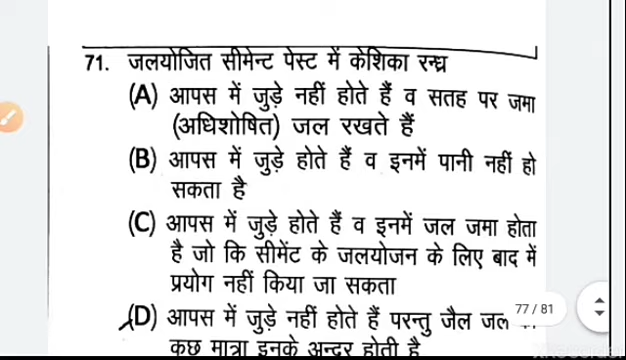 71. जलयोजित सीमेन्ट पेस्ट में केशिका रन्ध्र
(A) आपस में जुड़े नहीं होते हैं व सतह पर जमा
(अधिशोषित) जल रखते हैं
(B) आपस में जुड़े होते हैं व इनमें पानी नहीं हो
सकता है
(C) आपस में जुड़े होते हैं व इनमें जल जमा होता
है जो कि सीमेंट के जलयोजन के लिए बाद में
प्रयोग नहीं किया जा सकता
77 / 81
(D) आपस में जुड़े नहीं होते हैं परन्तु जैल जल
कुछ मात्रा इनके अन्दर होती है